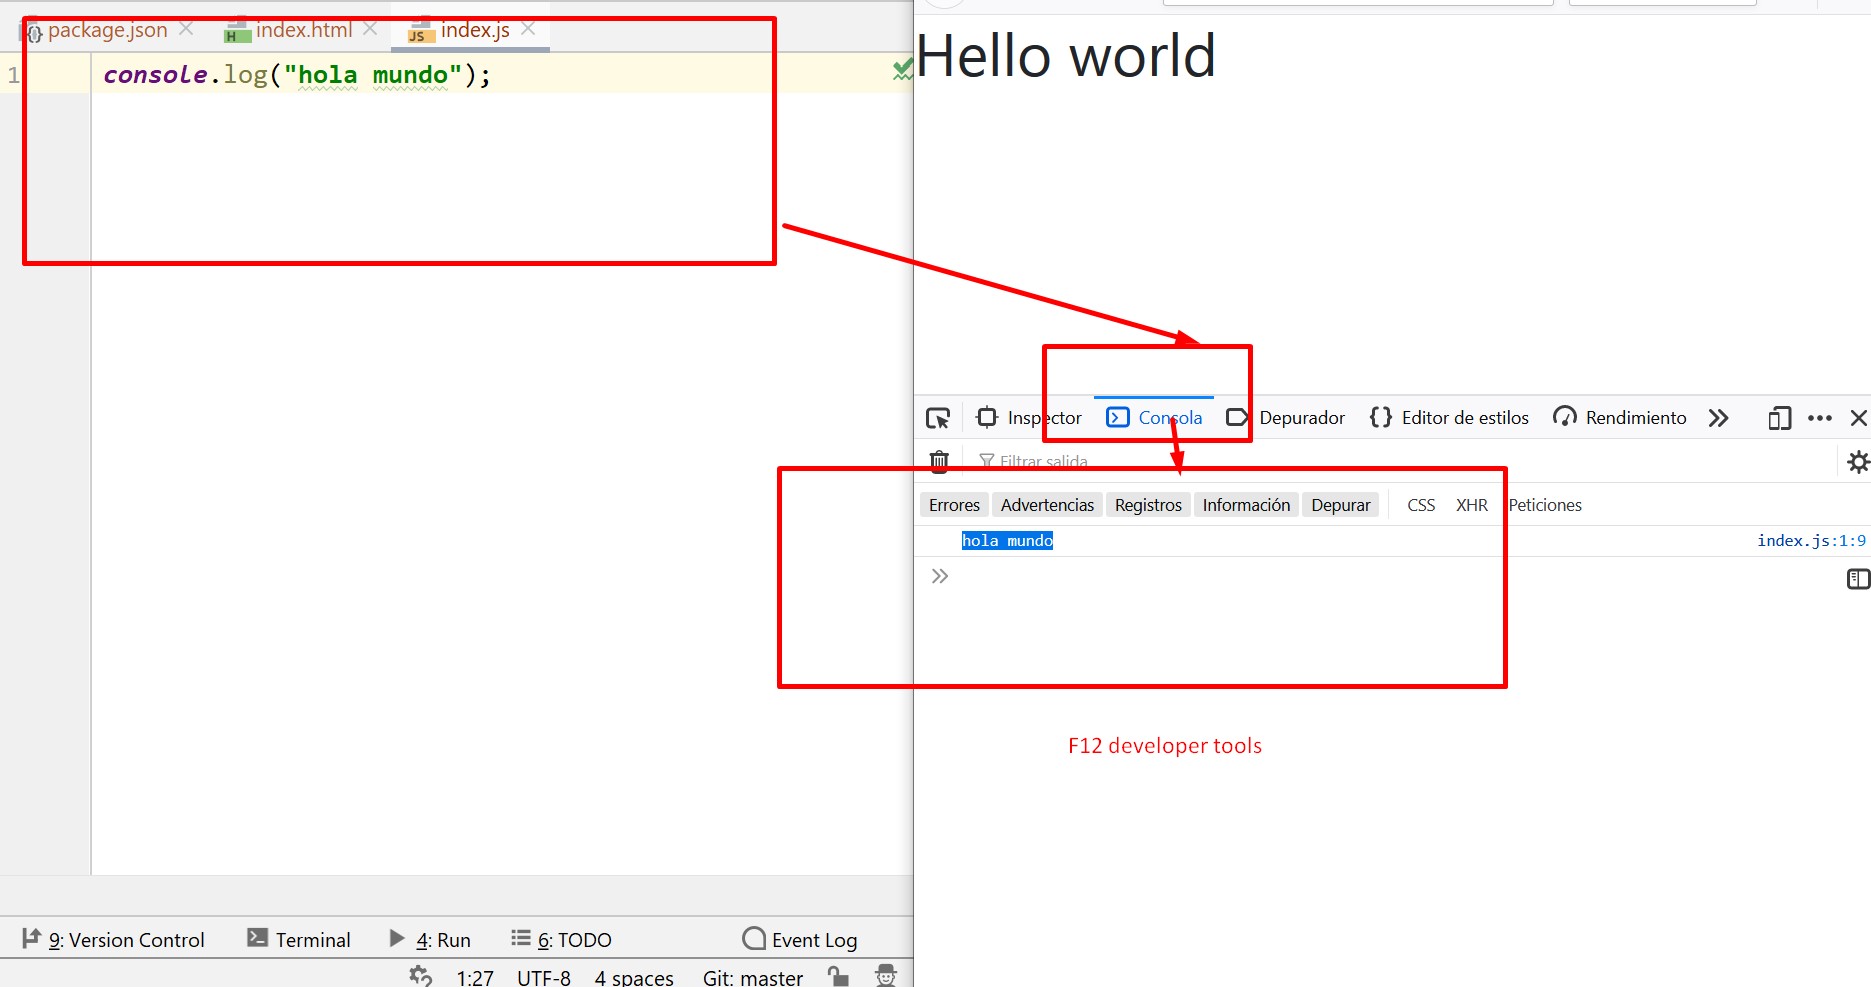 package.json index.html index.js
1 console.log("hola mundo");
9: Version Control Terminal 4: Run 6: TODO Event Log
1:27 UTF-8 4 spaces Git: master
Hello world
Inspector Consola Depurador Editor de estilos Rendimiento
Filtrar salida
Errores Advertencias Registros Información Depurar CSS XHR Peticiones
hola mundo index.js:1:9
F12 developer tools